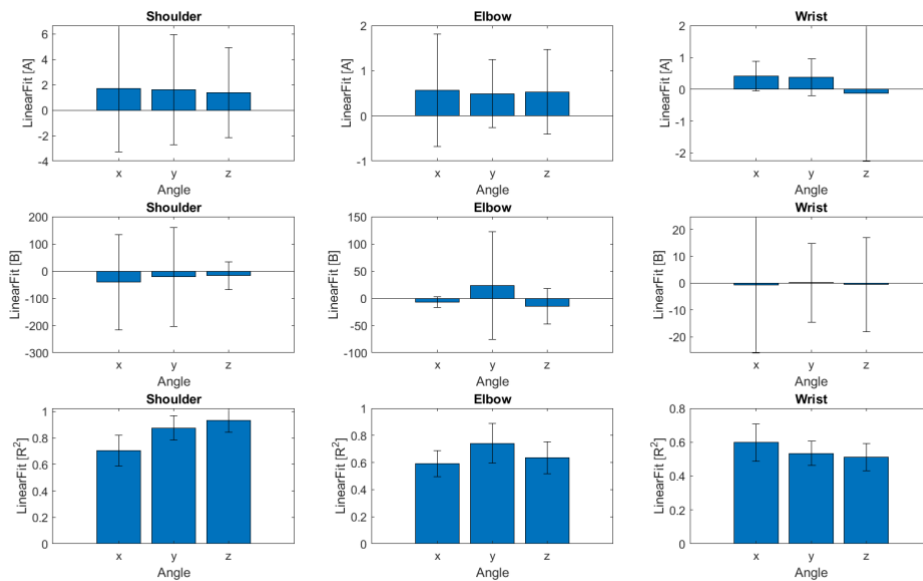 Shoulder
LinearFit [A]
6
4
2
0
-2
-4
x y z
Angle
Elbow
LinearFit [A]
2
1
0
-1
x y z
Angle
Wrist
LinearFit [A]
2
1
0
-1
-2
x y z
Angle
Shoulder
LinearFit [B]
200
100
0
-100
-200
-300
x y z
Angle
Elbow
LinearFit [B]
150
100
50
0
-50
-100
x y z
Angle
Wrist
LinearFit [B]
20
10
0
-10
-20
x y z
Angle
Shoulder
LinearFit [R²]
1
0.8
0.6
0.4
0.2
0
x y z
Angle
Elbow
LinearFit [R²]
1
0.8
0.6
0.4
0.2
0
x y z
Angle
Wrist
LinearFit [R²]
0.8
0.6
0.4
0.2
0
x y z
Angle